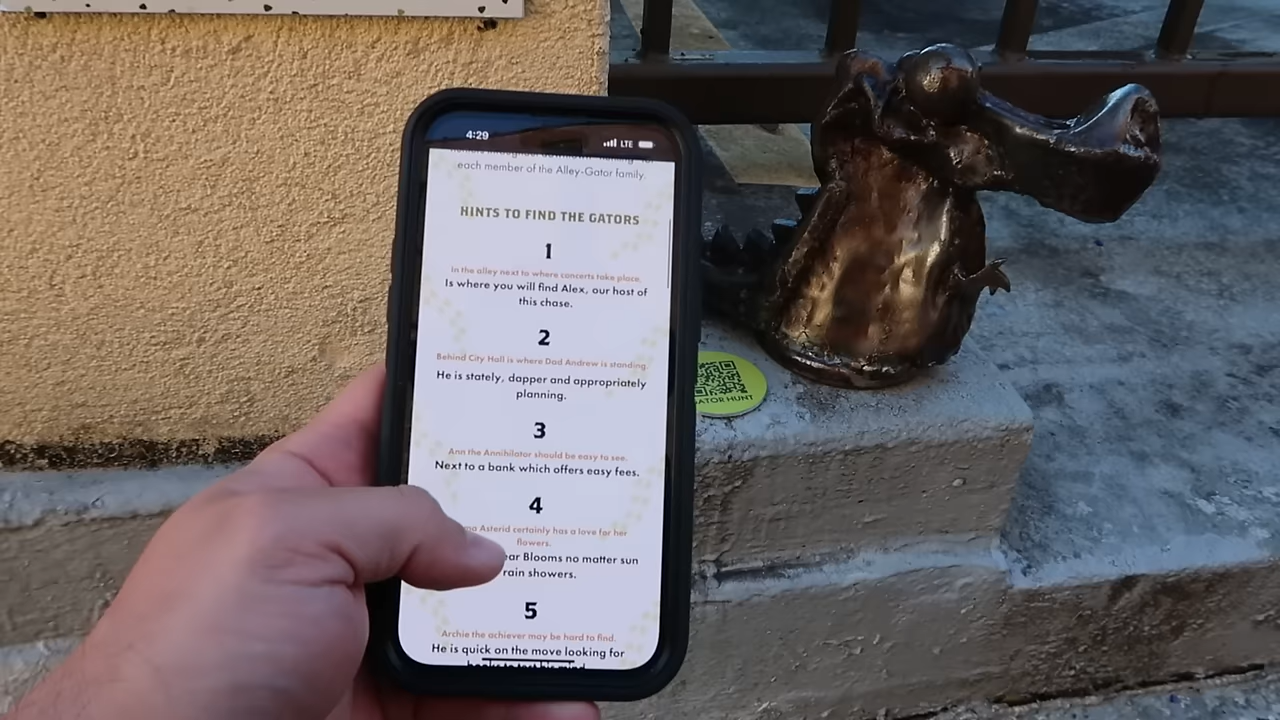 4:29
LTE
each member of the Alley-Gator family.
HINTS TO FIND THE GATORS
1
In the alley next to where concerts take place.
Is where you will find Alex, our host of
this chase.
2
Behind City Hall is where Dad Andrew is standing.
He is stately, dapper and appropriately
planning.
3
Ann the Annihilator should be easy to see.
Next to a bank which offers easy fees.
4
Asterid certainly has a love for her
flowers.
Blooms no matter sun
rain showers.
5
Archie the achiever may be hard to find.
He is quick on the move looking for
GATOR HUNT